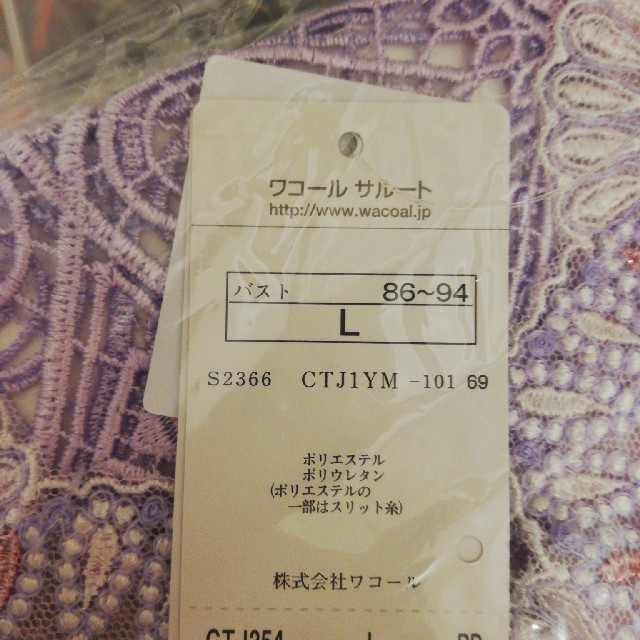 ワコール サルート
http://www.wacoal.jp
バスト 86~94
L
S2366 CTJ1YM -101 69
ポリエステル
ポリウレタン
(ポリエステルの
一部はスリット糸)
株式会社ワコール
CTJ254 L